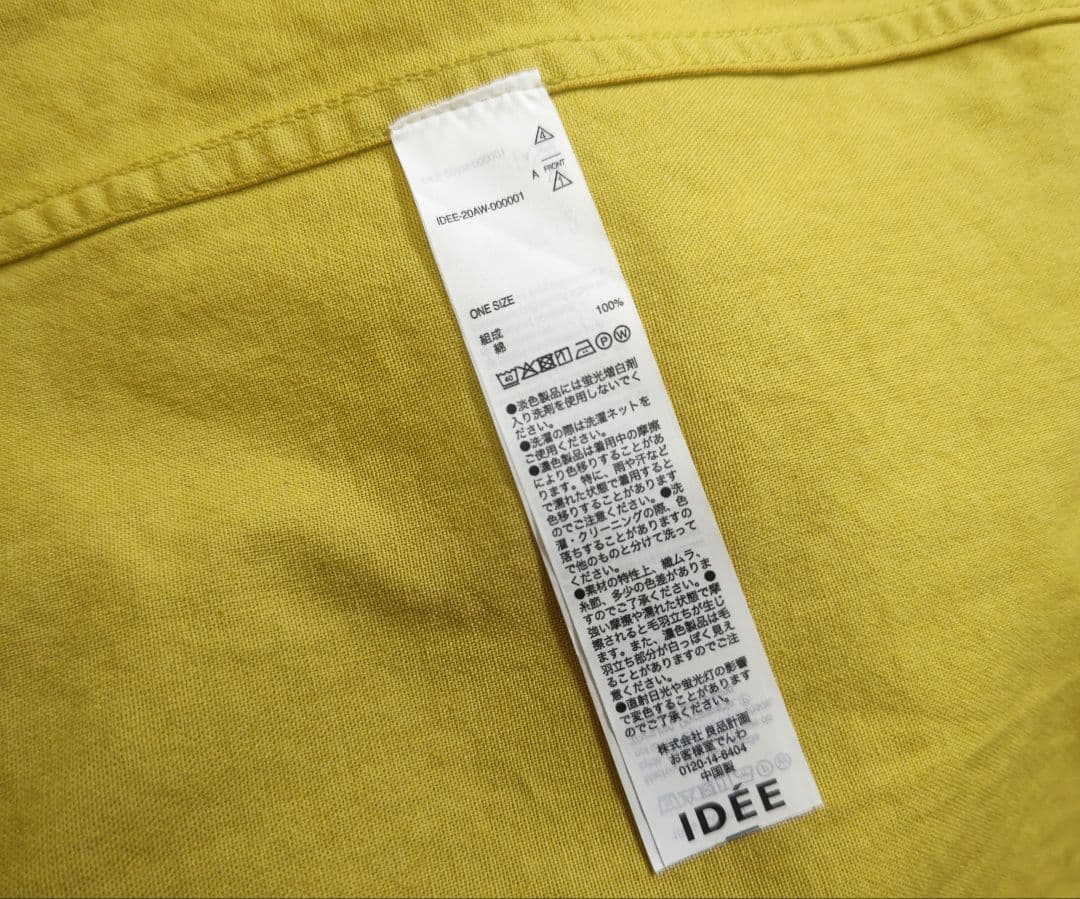 4
A FRONT
1
IDEE-20AW-000001
ONE SIZE
組成
綿 100%
40 P W
●淡色製品には蛍光増白剤
入り洗剤を使用しないでく
ださい。
●洗濯の際は洗濯ネットを
ご使用ください。
●濃色製品は着用中の摩擦
により色移りすることがあ
ります。特に、雨や汗など
で濡れた状態で着用すると
色移りすることがあります
のでご注意ください。●洗
濯・クリーニングの際、色
落ちすることがありますの
で他のものと分けて洗って
ください。
●素材の特性上、織ムラ、
糸節、多少の色差がありま
すのでご了承ください。●
強い摩擦や濡れた状態で摩
擦されると毛羽立ちが生じ
ます。また、濃色製品は毛
羽立ち部分が白っぽく見え
ることがありますのでご注
意ください。
●直射日光や蛍光灯の影響
で変色することがあります
のでご了承ください。
株式会社 良品計画
お客様室でんわ
0120-14-6404
中国製
IDÉE